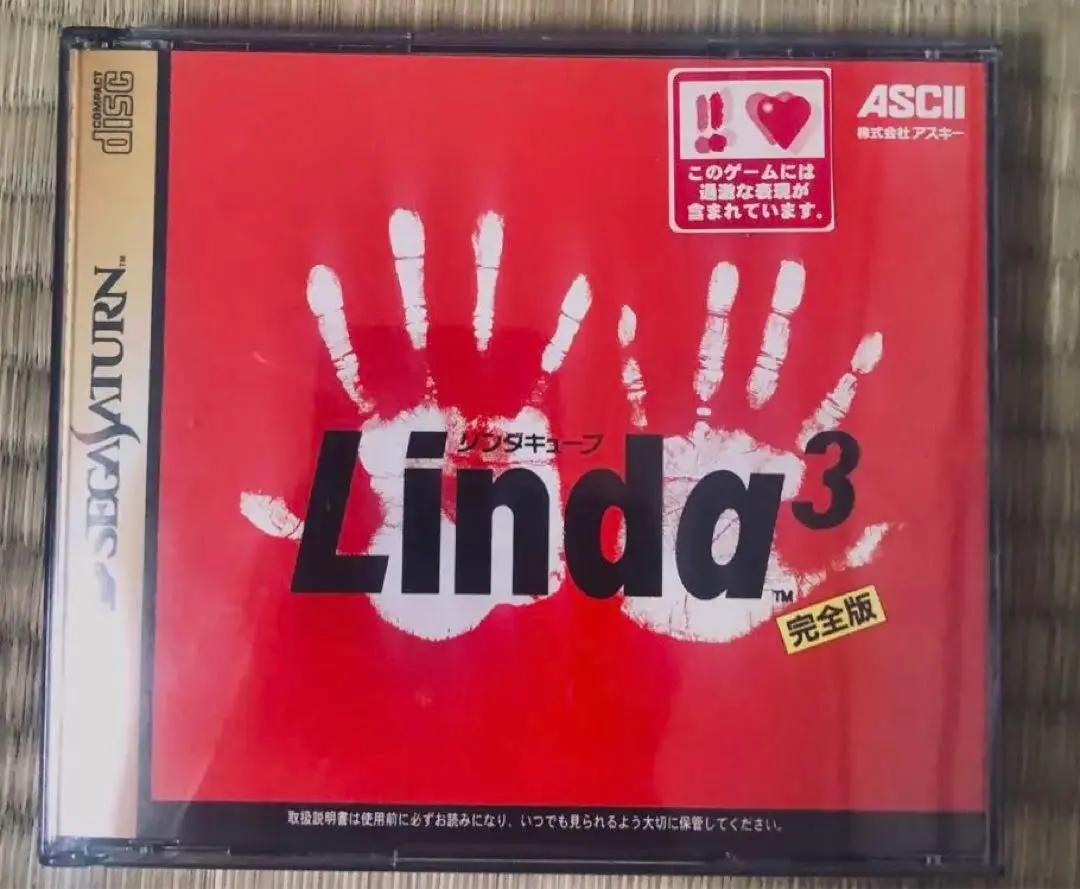 COMPACT
disc
SEGA SATURN™
ASCII
株式会社アスキー
このゲームには
過激な表現が
含まれています。
リンダキューブ
Linda³
TM
完全版
取扱説明書は使用前に必ずお読みになり、いつでも見られるよう大切に保管してください。